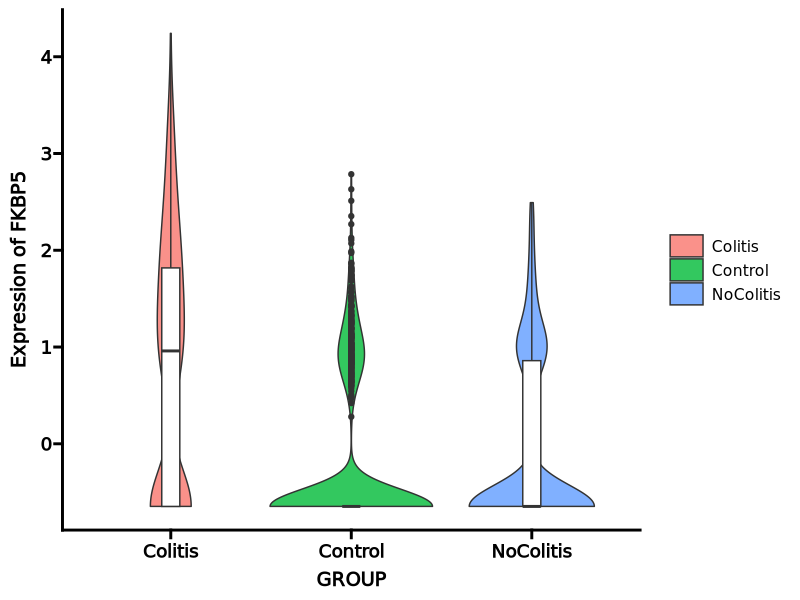 4
3
2
1
0
Expression of FKBP5
Colitis
Control
NoColitis
Colitis Control NoColitis
GROUP